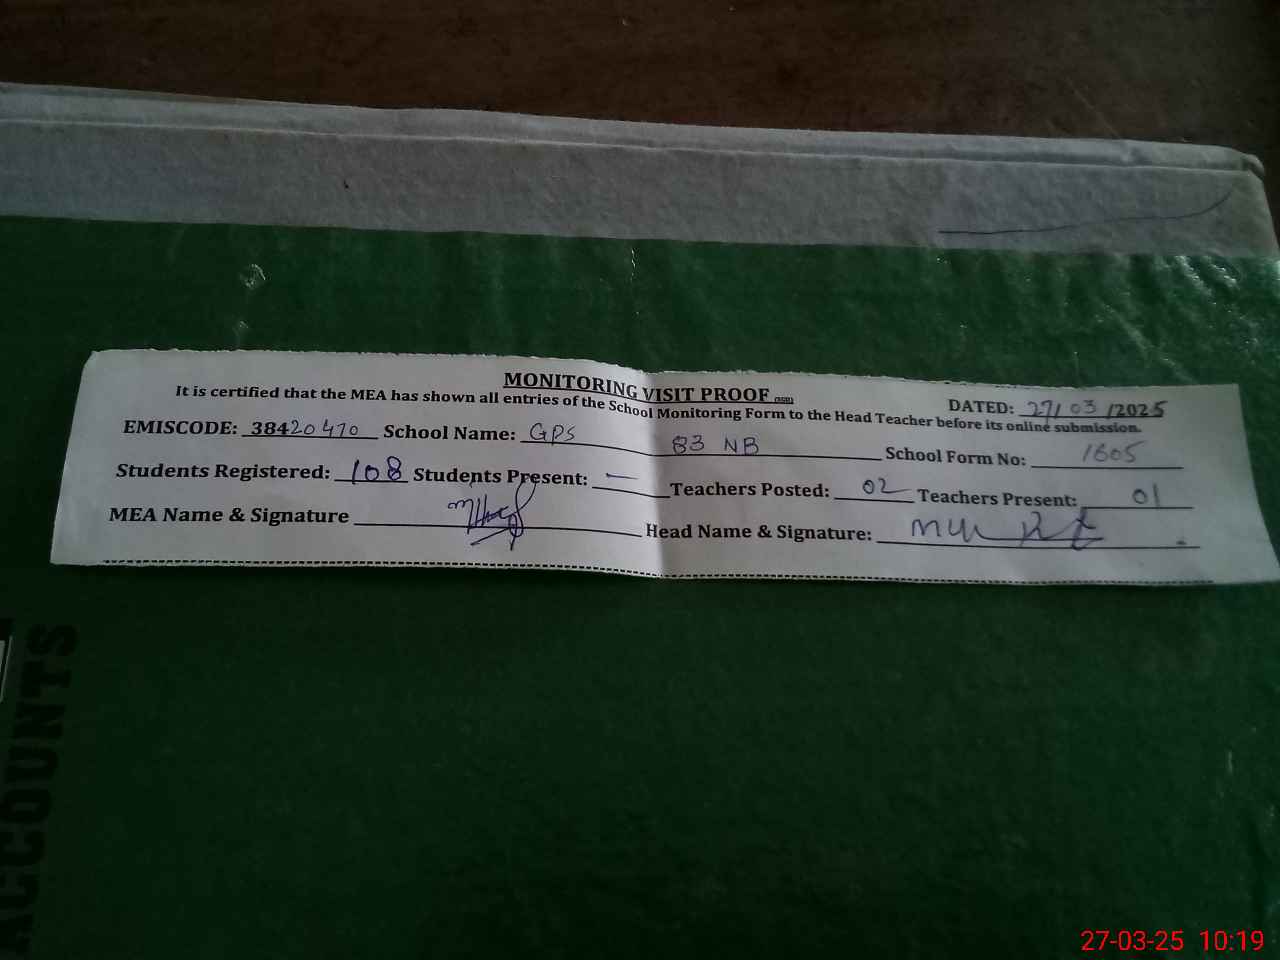 MONITORING VISIT PROOF (SGR)
It is certified that the MEA has shown all entries of the School Monitoring Form to the Head Teacher before its online submission.
DATED: 27/03/2025
EMISCODE: 38420470 School Name: GPS 83 NB School Form No: 1605
Students Registered: 108 Students Present: — Teachers Posted: 02 Teachers Present: 01
MEA Name & Signature Head Name & Signature:
ACCOUNTS
27-03-25 10:19